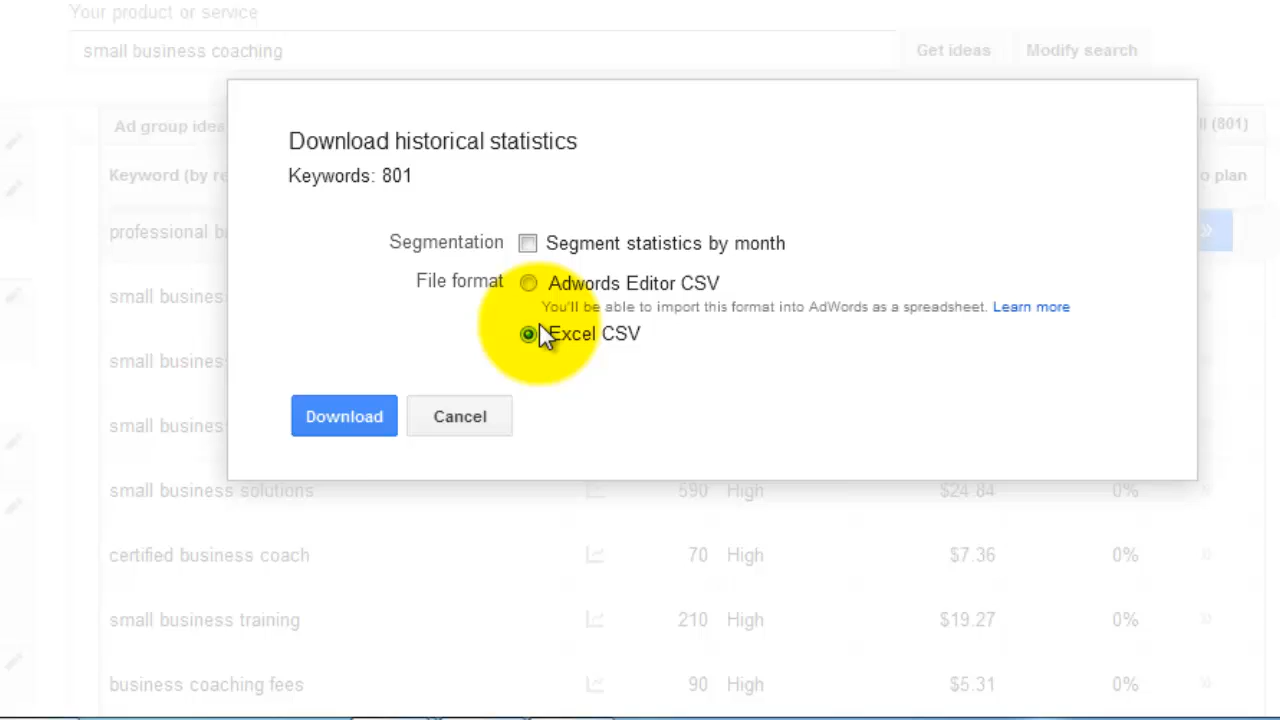 Your product or service
small business coaching
Get ideas
Modify search
Ad group ideas
ll (801)
Download historical statistics
Keywords: 801
Keyword (by re
o plan
professional b
Segmentation
Segment statistics by month
File format
Adwords Editor CSV
You'll be able to import this format into AdWords as a spreadsheet. Learn more
small busines
Excel CSV
small busines
Download
Cancel
small busines
small business solutions 590 High $24.84 0%
certified business coach 70 High $7.36 0%
small business training 210 High $19.27 0%
business coaching fees 90 High $5.31 0%